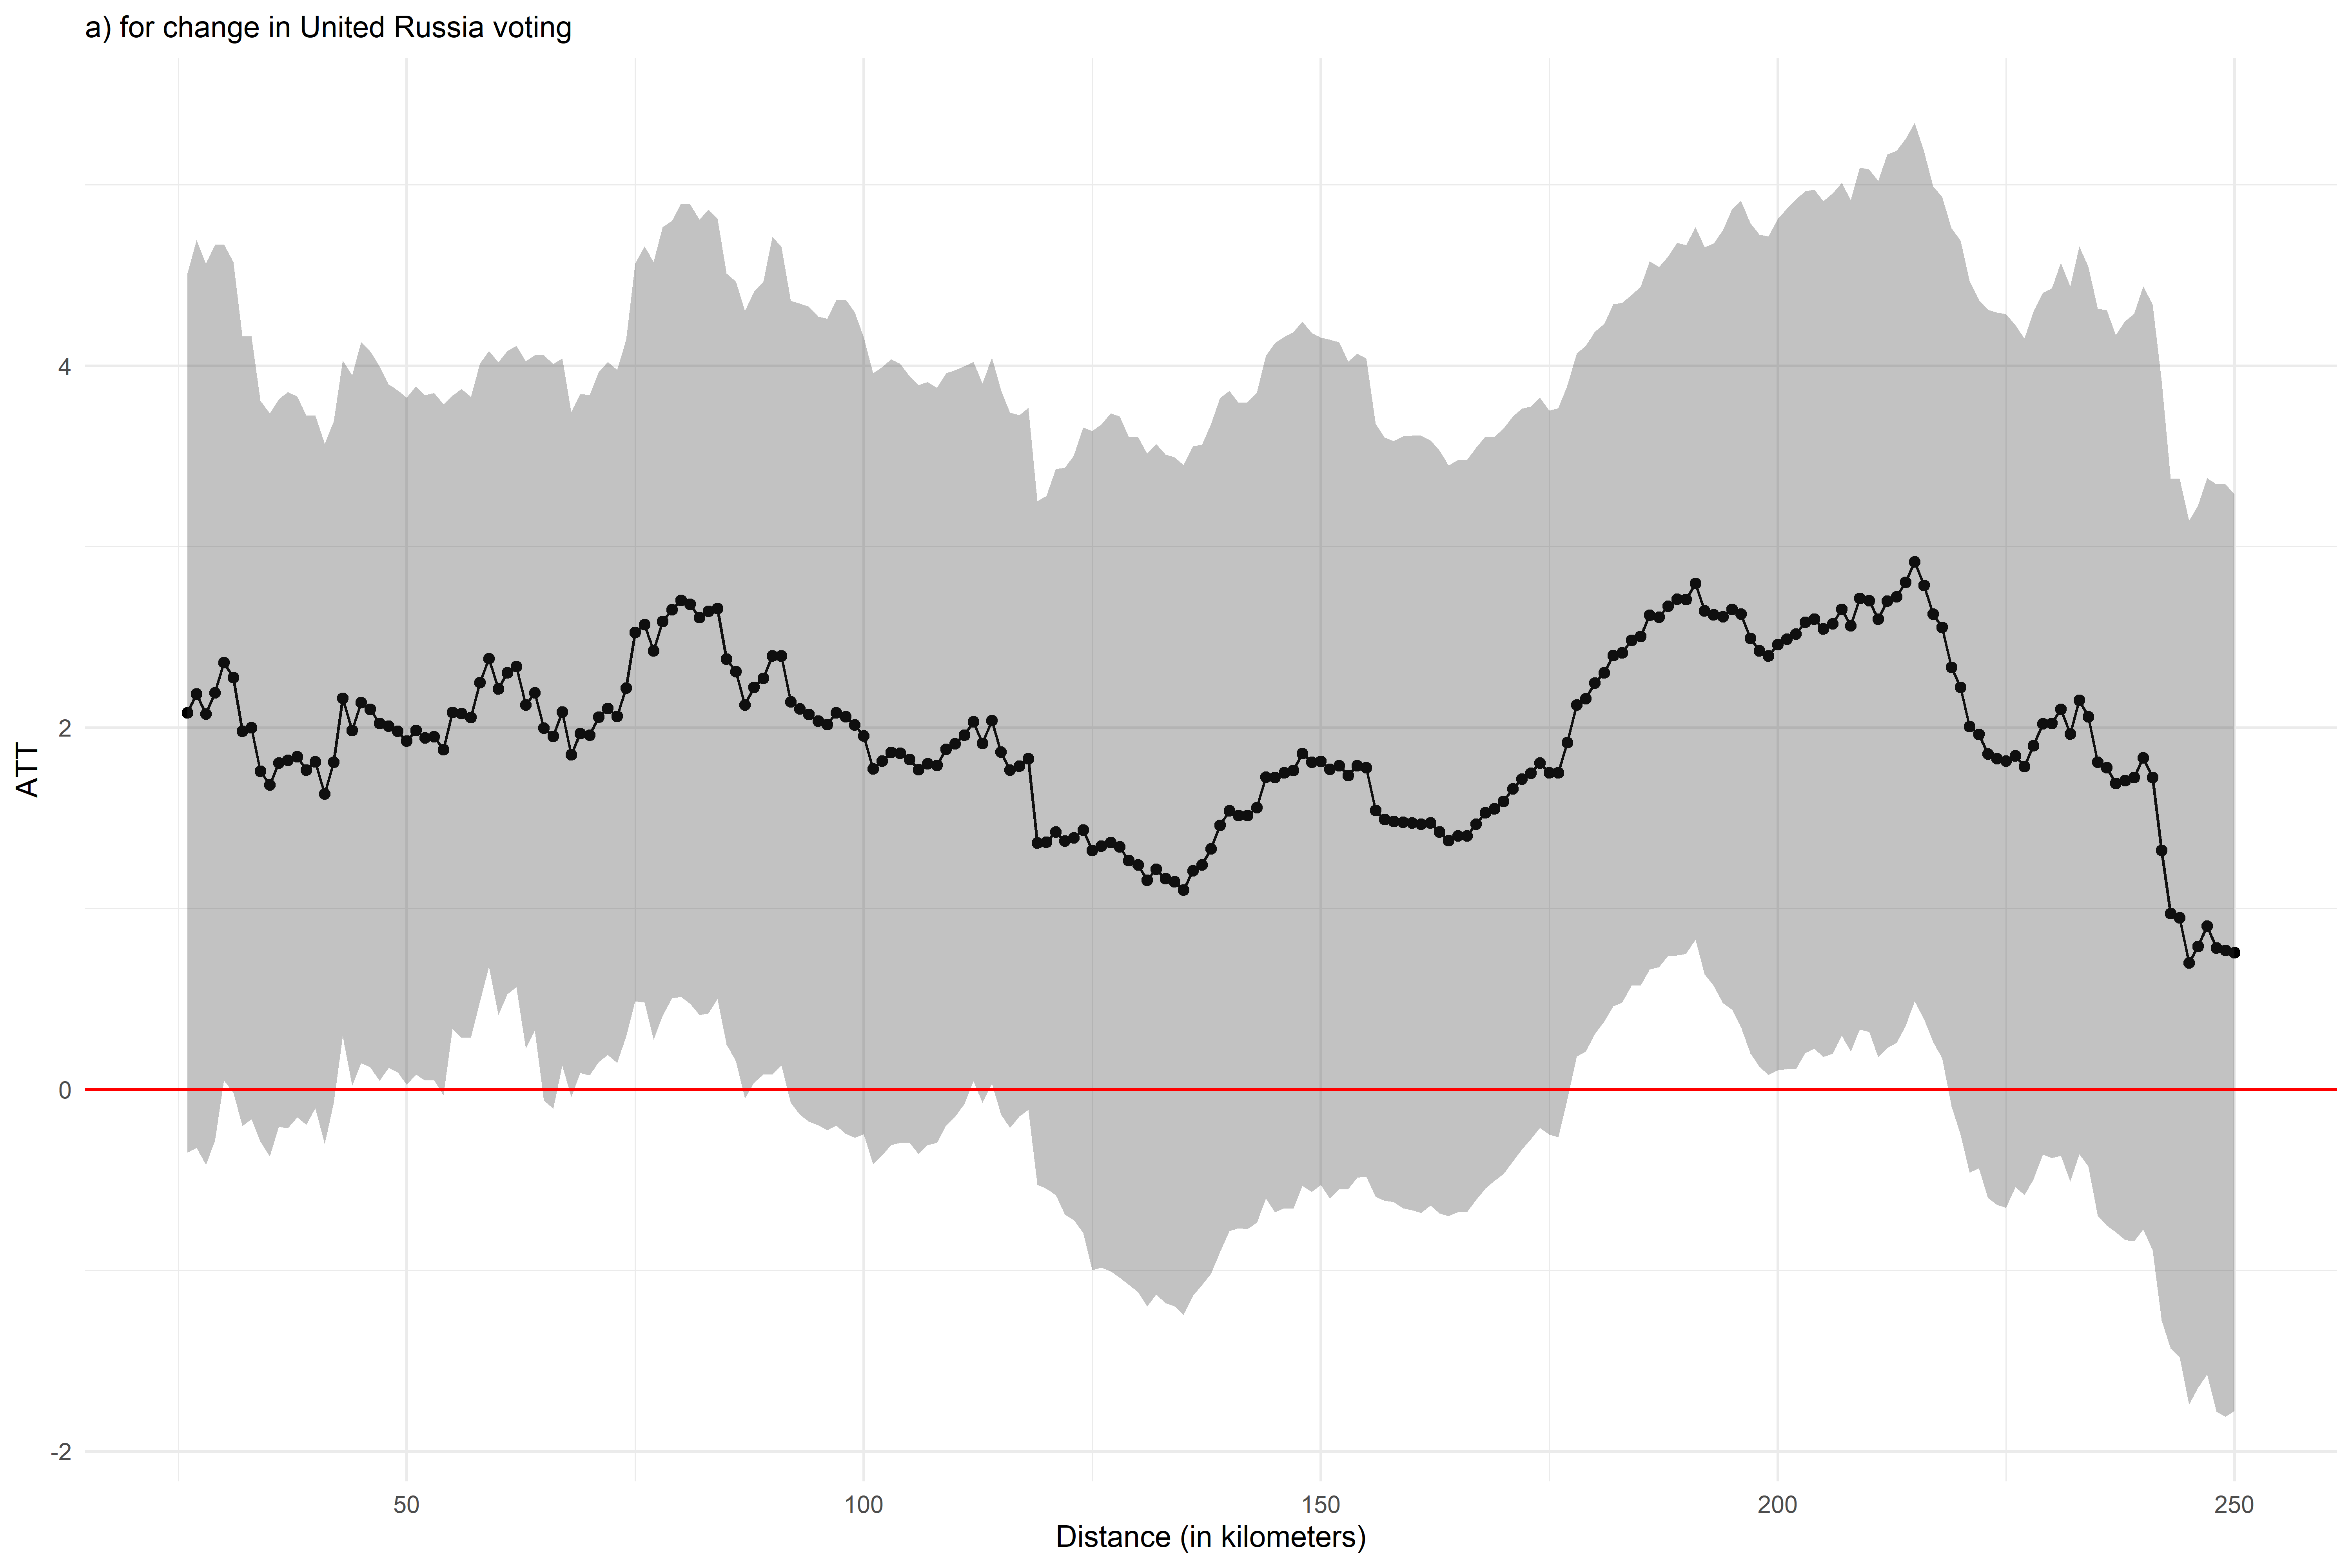 a) for change in United Russia voting
ATT
4
2
0
-2
50 100 150 200 250
Distance (in kilometers)